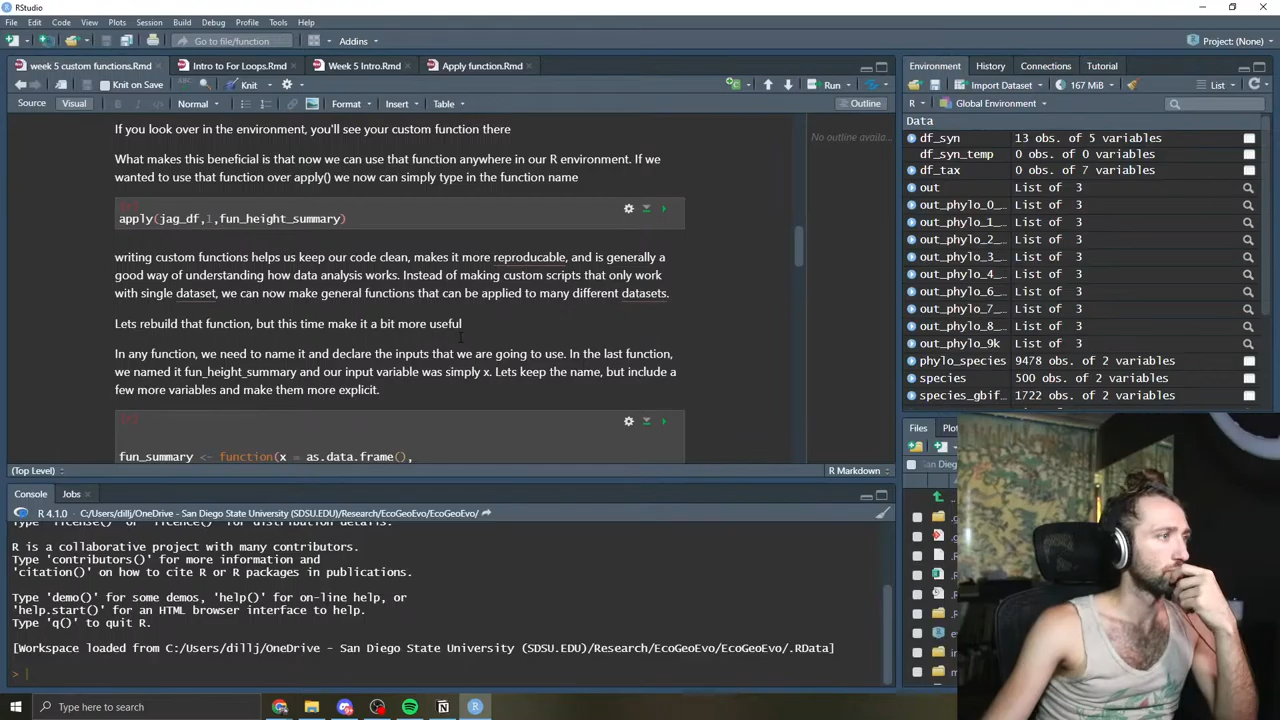 RStudio
File Edit Code View Plots Session Build Debug Profile Tools Help
Go to file/function Addins Project: (None)
week 5 custom functions.Rmd Intro to For Loops.Rmd Week 5 Intro.Rmd Apply function.Rmd
Knit on Save Knit Run
Source Visual Normal Format Insert Table Outline
If you look over in the environment, you'll see your custom function there
What makes this beneficial is that now we can use that function anywhere in our R environment. If we
wanted to use that function over apply() we now can simply type in the function name
{r}
apply(jag_df,1,fun_height_summary)
writing custom functions helps us keep our code clean, makes it more reproducable, and is generally a
good way of understanding how data analysis works. Instead of making custom scripts that only work
with single dataset, we can now make general functions that can be applied to many different datasets.
Lets rebuild that function, but this time make it a bit more useful
In any function, we need to name it and declare the inputs that we are going to use. In the last function,
we named it fun_height_summary and our input variable was simply x. Lets keep the name, but include a
few more variables and make them more explicit.
{r}
fun_summary <- function(x = as.data.frame(),
No outline availa...
(Top Level) R Markdown
Console Jobs
R 4.1.0 · C:/Users/dillj/OneDrive - San Diego State University (SDSU.EDU)/Research/EcoGeoEvo/EcoGeoEvo/
Type 'license()' or 'licence()' for distribution details.
R is a collaborative project with many contributors.
Type 'contributors()' for more information and
'citation()' on how to cite R or R packages in publications.
Type 'demo()' for some demos, 'help()' for on-line help, or
'help.start()' for an HTML browser interface to help.
Type 'q()' to quit R.
[Workspace loaded from C:/Users/dillj/OneDrive - San Diego State University (SDSU.EDU)/Research/EcoGeoEvo/EcoGeoEvo/.RData]
>
Environment History Connections Tutorial
Import Dataset 167 MiB List
R Global Environment
Data
df_syn 13 obs. of 5 variables
df_syn_temp 0 obs. of 0 variables
df_tax 0 obs. of 7 variables
out List of 3
out_phylo_0_… List of 3
out_phylo_1_… List of 3
out_phylo_2_… List of 3
out_phylo_3_… List of 3
out_phylo_4_… List of 3
out_phylo_6_… List of 3
out_phylo_7_… List of 3
out_phylo_8_… List of 3
out_phylo_9k List of 3
phylo_species 9478 obs. of 2 variables
species 500 obs. of 2 variables
species_gbif… 1722 obs. of 2 variables
Files Plot
San Diego
Type here to search